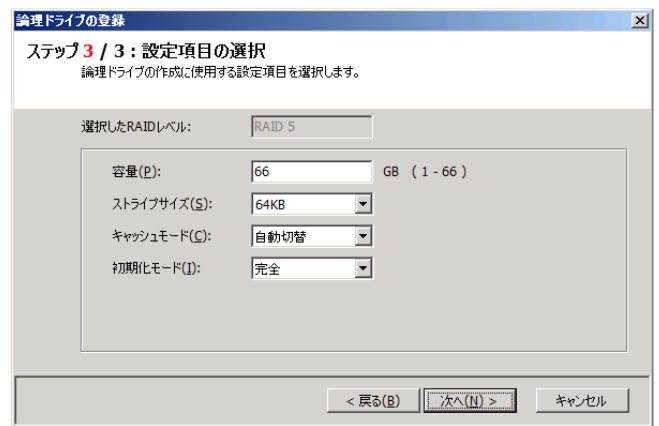 論理ドライブの登録
ステップ 3 / 3 : 設定項目の選択
論理ドライブの作成に使用する設定項目を選択します。
選択したRAIDレベル: RAID 5
容量(P): 66 GB ( 1 - 66 )
ストライプサイズ(S): 64KB
キャッシュモード(C): 自動切替
初期化モード(I): 完全
< 戻る(B) 次へ(N) > キャンセル